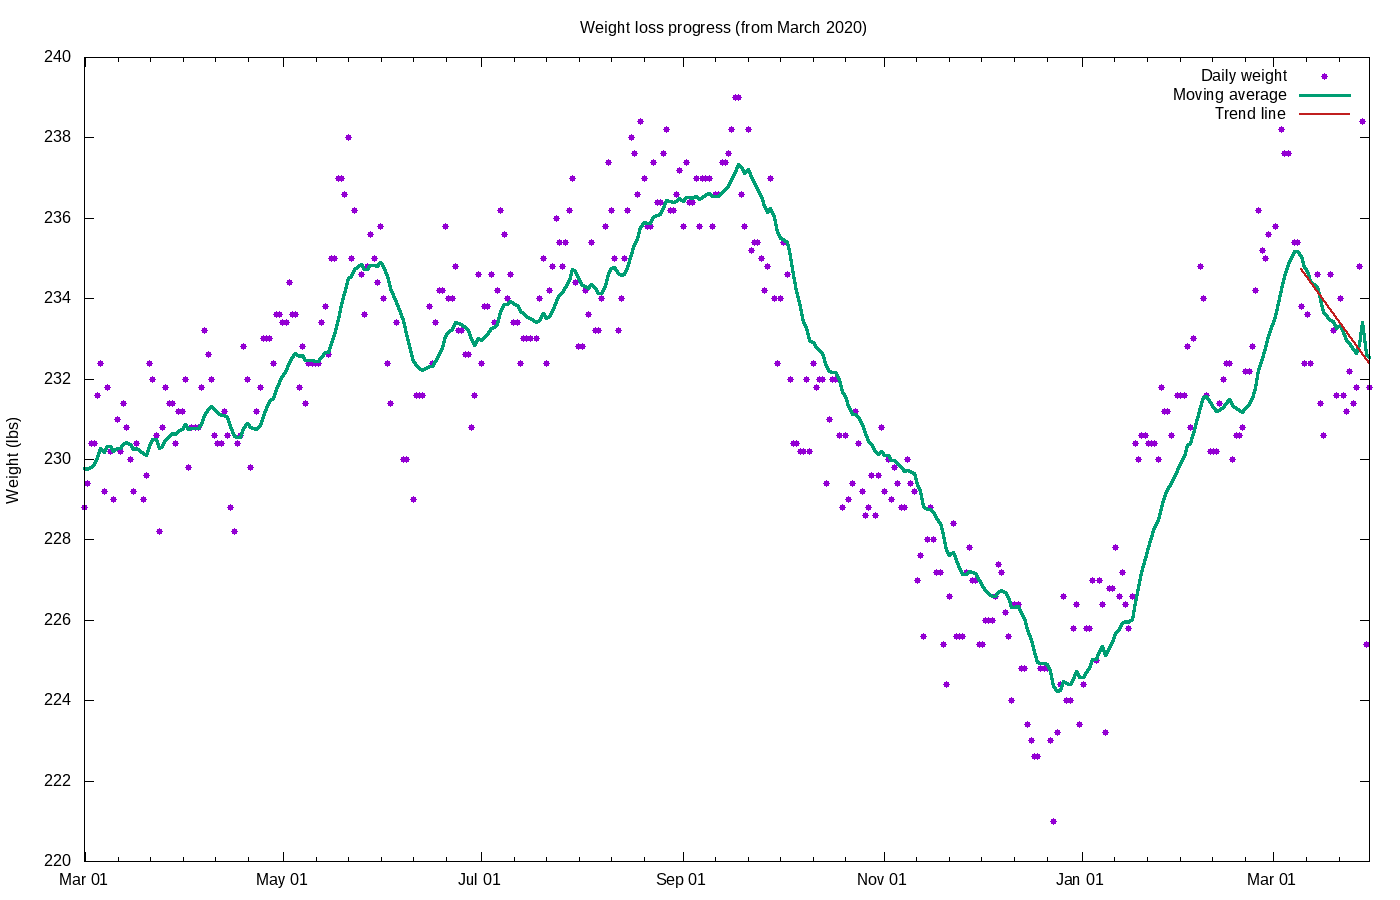 Weight loss progress (from March 2020)
Daily weight
Moving average
Trend line
Weight (lbs)
240
238
236
234
232
230
228
226
224
222
220
Mar 01 May 01 Jul 01 Sep 01 Nov 01 Jan 01 Mar 01